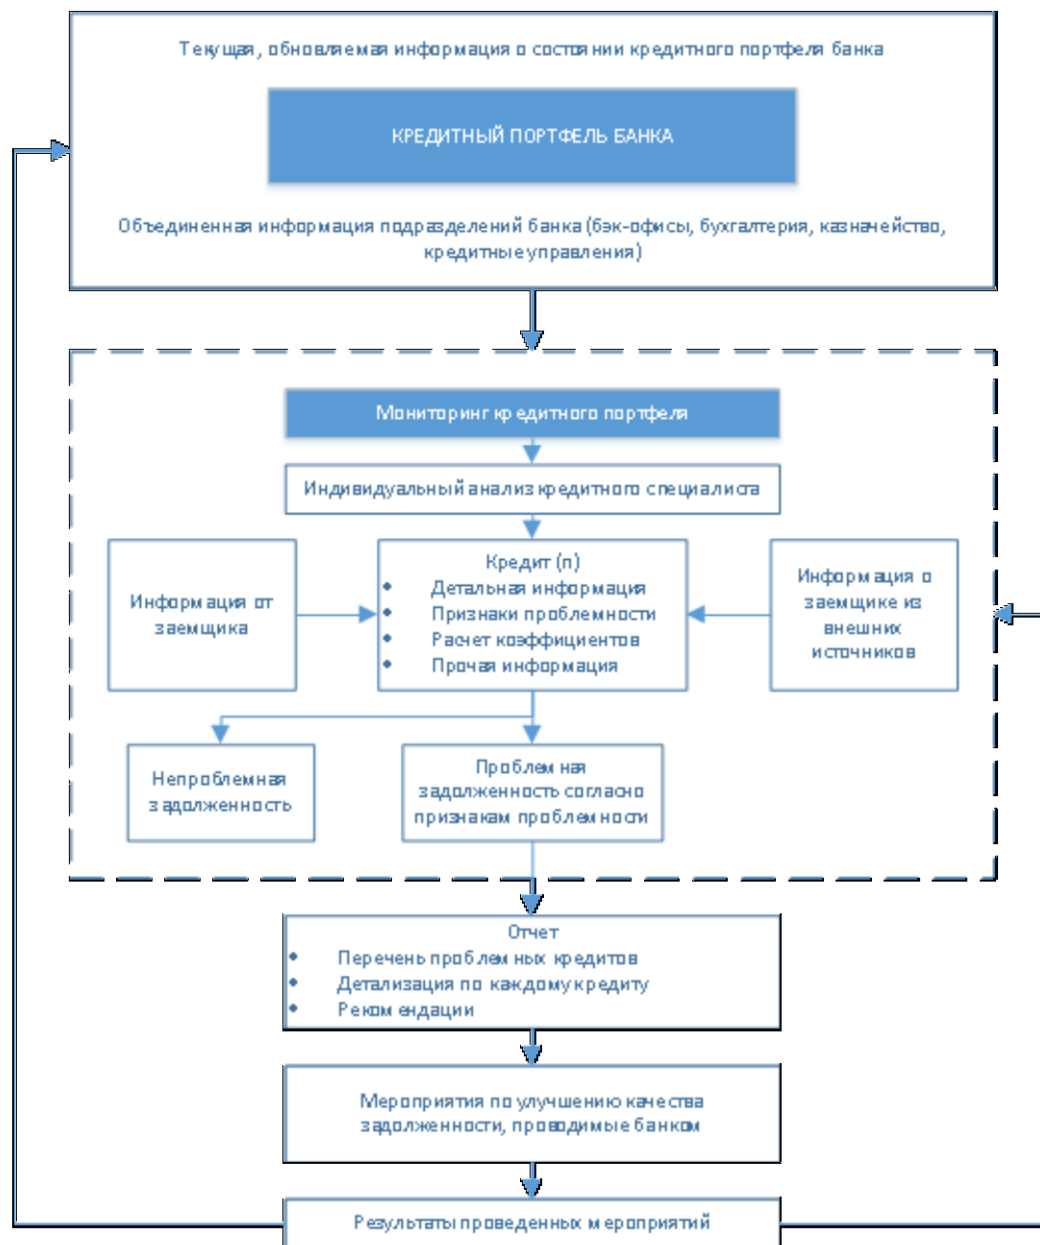 Текущая, обновляемая информация о состоянии кредитного портфеля банка
КРЕДИТНЫЙ ПОРТФЕЛЬ БАНКА
Объединенная информация подразделений банка (бэк-офисы, бухгалтерия, казначейство,
кредитные управления)
Мониторинг кредитного портфеля
Индивидуальный анализ кредитного специалиста
Информация от
заемщика
Кредит (n)
• Детальная информация
• Признаки проблемности
• Расчет коэффициентов
• Прочая информация
Информация о
заемщике из
внешних
источников
Непроблемная
задолженность
Проблемная
задолженность согласно
признакам проблемности
Отчет
• Перечень проблемных кредитов
• Детализация по каждому кредиту
• Рекомендации
Мероприятия по улучшению качества
задолженности, проводимые банком
Результаты проведенных мероприятий